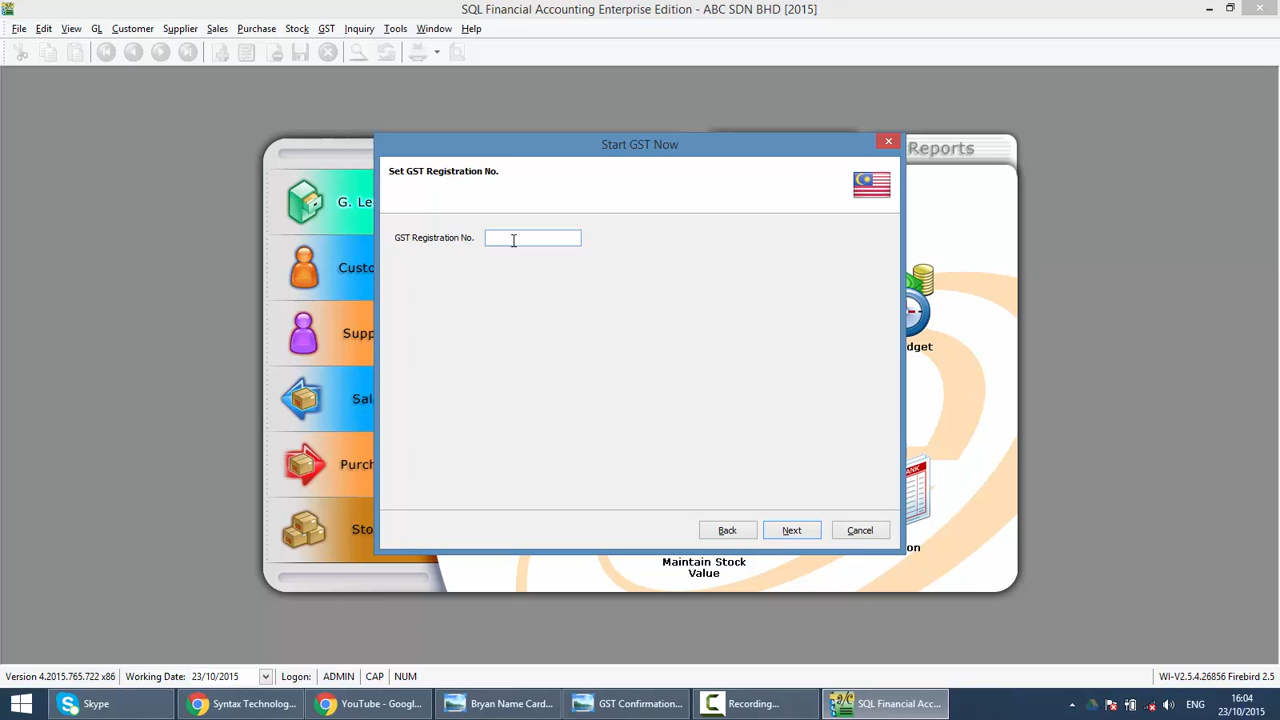 SQL Financial Accounting Enterprise Edition - ABC SDN BHD [2015]
File Edit View GL Customer Supplier Sales Purchase Stock GST Inquiry Tools Window Help
Start GST Now
Reports
Set GST Registration No.
G. Le
GST Registration No.
Custo
Supp
dget
Sal
Purch
BANK
Sto
Back Next Cancel
on
Maintain Stock
Value
Version 4.2015.765.722 x86 Working Date: 23/10/2015 Logon: ADMIN CAP NUM WI-V2.5.4.26856 Firebird 2.5
Skype Syntax Technolog... YouTube - Googl... Bryan Name Card... GST Confirmation... Recording... SQL Financial Acc... ENG 16:04
23/10/2015